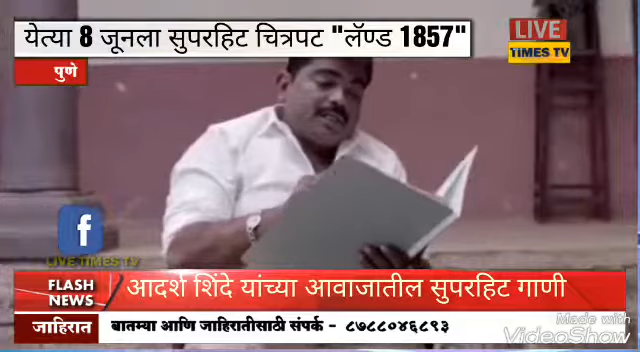 येत्या 8 जूनला सुपरहिट चित्रपट "लॅण्ड 1857"
LIVE
TIMES TV
पुणे
f
LIVE TIMES TV
FLASH NEWS
आदर्श शिंदे यांच्या आवाजातील सुपरहिट गाणी
जाहिरात
बातम्या आणि जाहिरातीसाठी संपर्क - ८७८८०४६८९३
Made with
VideoShow